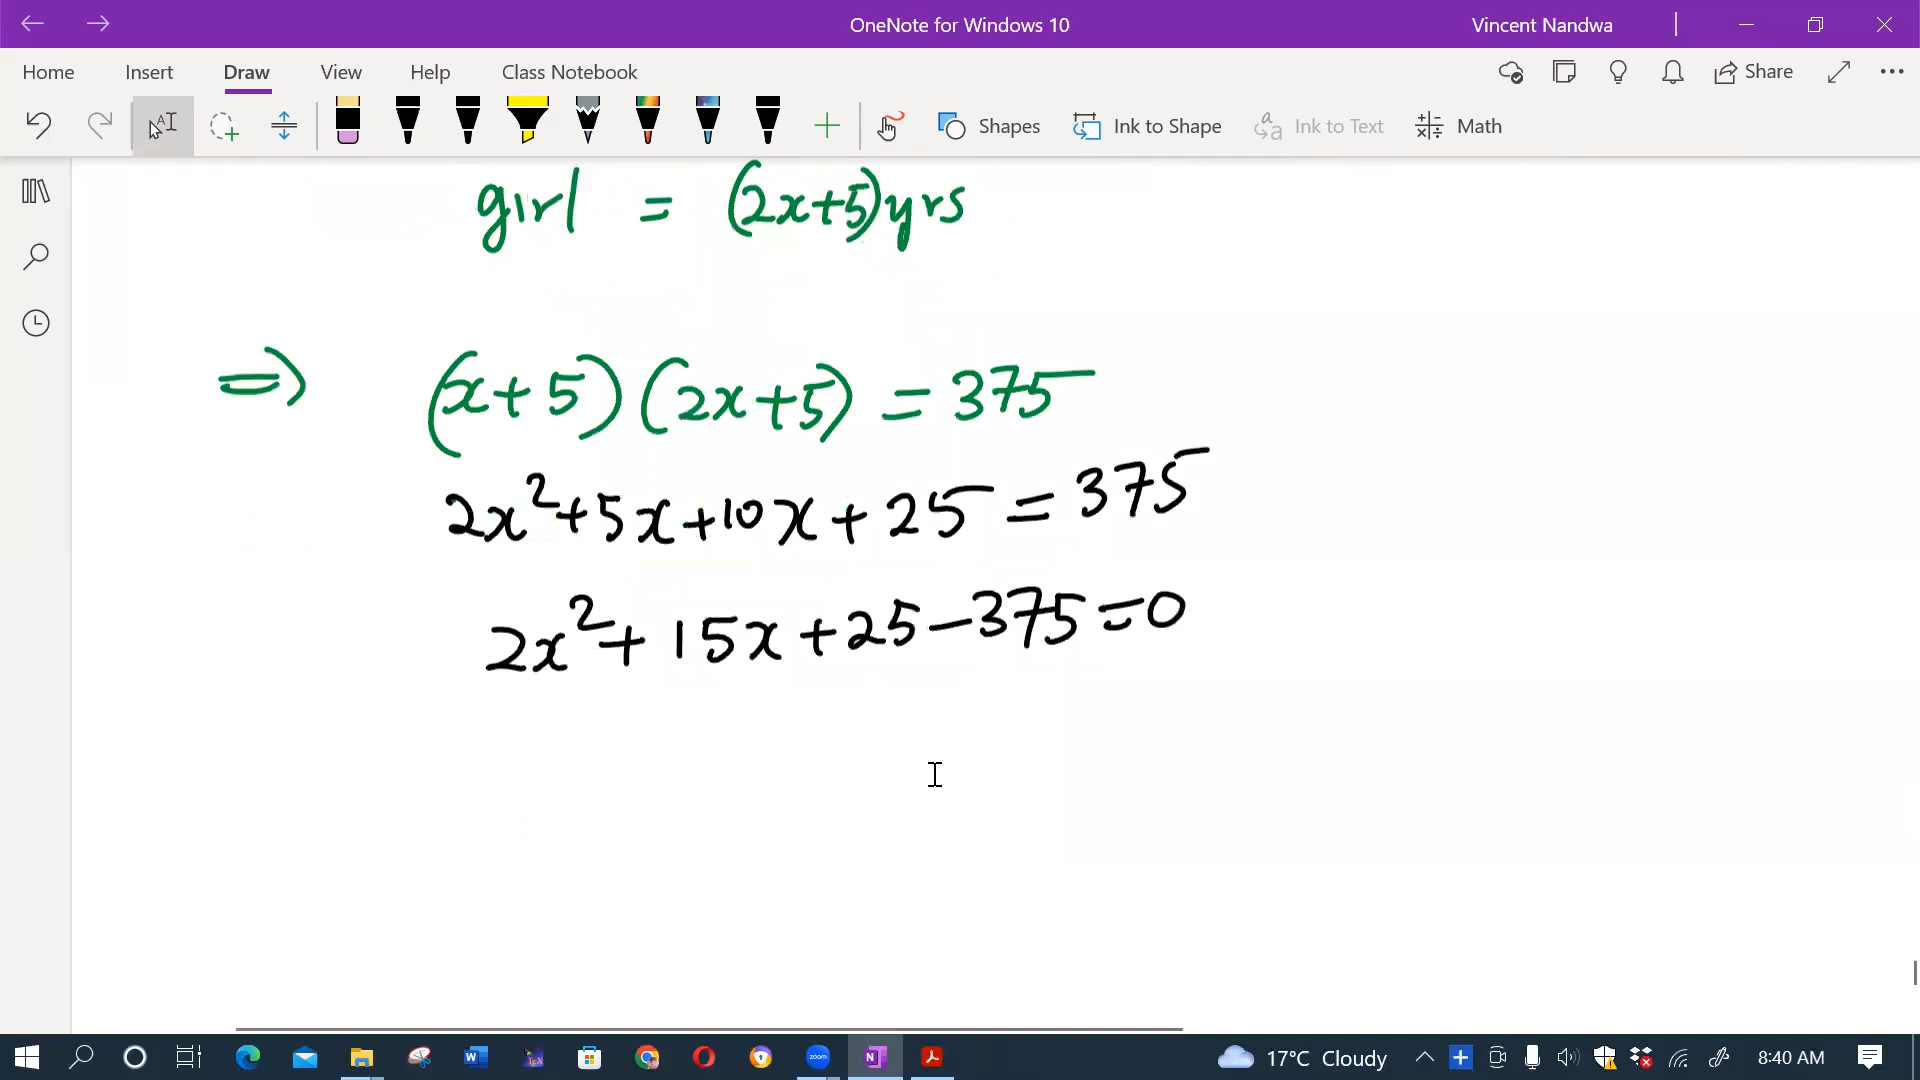 OneNote for Windows 10
Vincent Nandwa
Home Insert Draw View Help Class Notebook
Share
Shapes Ink to Shape Ink to Text Math
girl = (2x+5)yrs
⇒ (x+5)(2x+5) = 375
2x²+5x+10x+25 = 375
2x²+15x+25-375=0
17°C Cloudy
8:40 AM